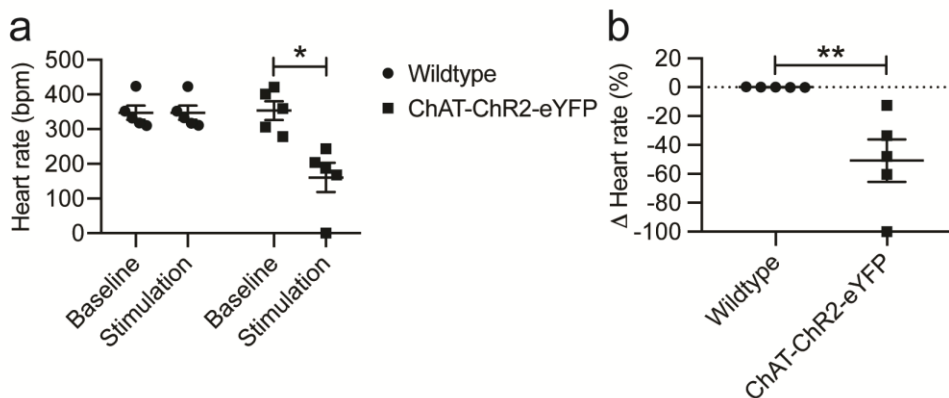 a
Heart rate (bpm)
500
400
300
200
100
0
*
Baseline
Stimulation
Baseline
Stimulation
Wildtype
ChAT-ChR2-eYFP
b
Δ Heart rate (%)
20
0
-20
-40
-60
-80
-100
**
Wildtype
ChAT-ChR2-eYFP